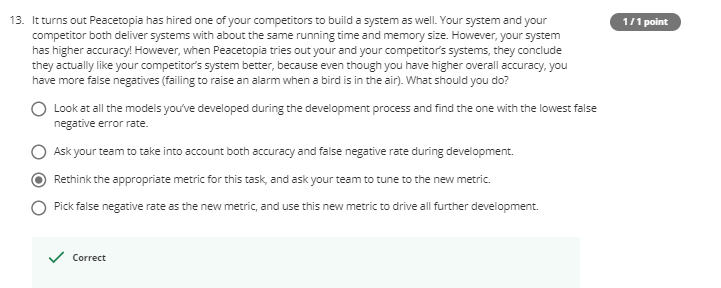 13. It turns out Peacetopia has hired one of your competitors to build a system as well. Your system and your
1 / 1 point
competitor both deliver systems with about the same running time and memory size. However, your system
has higher accuracy! However, when Peacetopia tries out your and your competitor's systems, they conclude
they actually like your competitor's system better, because even though you have higher overall accuracy, you
have more false negatives (failing to raise an alarm when a bird is in the air). What should you do?
Look at all the models you've developed during the development process and find the one with the lowest false
negative error rate.
Ask your team to take into account both accuracy and false negative rate during development.
Rethink the appropriate metric for this task, and ask your team to tune to the new metric.
Pick false negative rate as the new metric, and use this new metric to drive all further development.
Correct